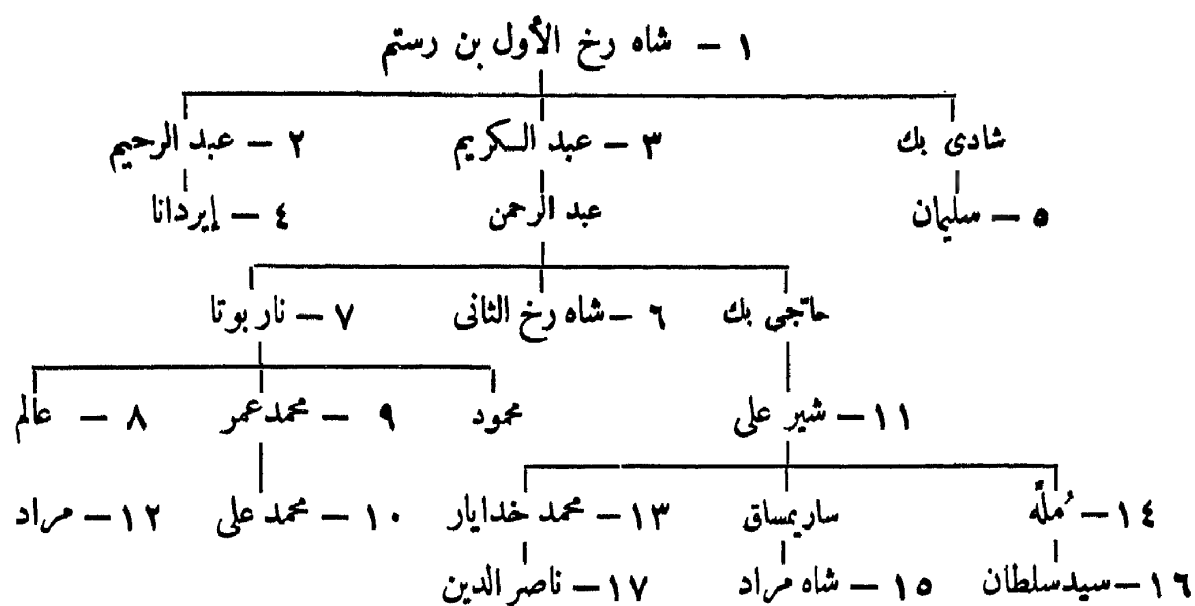 ١ – شاه رخ الأول بن رستم
شادى بك ٣ – عبد الكريم ٢ – عبد الرحيم
٥ – سليمان عبد الرحمن ٤ – إيردانا
حاجى بك ٦ – شاه رخ الثانى ٧ – نار بوتا
١١ – شير على محمود ٩ – محمد عمر ٨ – عالم
١٤ – مُلَّه ساريمساق ١٣ – محمد خدايار ١٠ – محمد على ١٢ – مراد
١٦ – سيد سلطان ١٥ – شاه مراد ١٧ – ناصر الدين